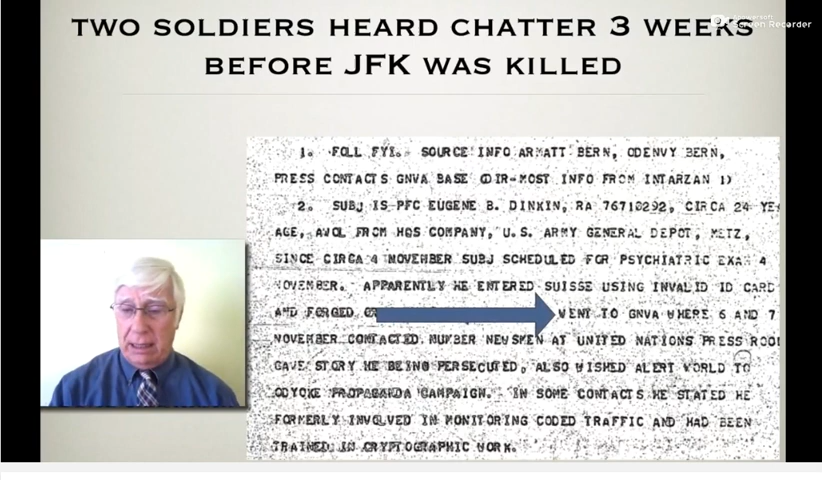 TWO SOLDIERS HEARD CHATTER 3 WEEKS
BEFORE JFK WAS KILLED
Screen Recorder
1. FOLL FYI. SOURCE INFO ARMATT BERN, ODENVY BERN,
PRESS CONTACTS GNVA BASE (DIR-MOST INFO FROM INTARZAN 1)
2. SUBJ IS PFC EUGENE B. DINKIN, RA 76710292, CIRCA 24
AGE, AWOL FROM HQS COMPANY, U.S. ARMY GENERAL DEPOT, METZ,
SINCE CIRCA 4 NOVEMBER SUBJ SCHEDULED FOR PSYCHIATRIC EXAM 4
NOVEMBER. APPARENTLY HE ENTERED SUISSE USING INVALID ID CARD
AND FORGED WENT TO GNVA WHERE 6 AND 7
NOVEMBER CONTACTED NUMBER NEWSMEN AT UNITED NATIONS PRESS
GAVE STORY HE BEING PERSECUTED. ALSO WISHED ALERT WORLD TO
ODYOKE PROPAGANDA CAMPAIGN. IN SOME CONTACTS HE STATED HE
FORMERLY INVOLVED IN MONITORING CODED TRAFFIC AND HAD BEEN
TRAINED IN CRYPTOGRAPHIC WORK.